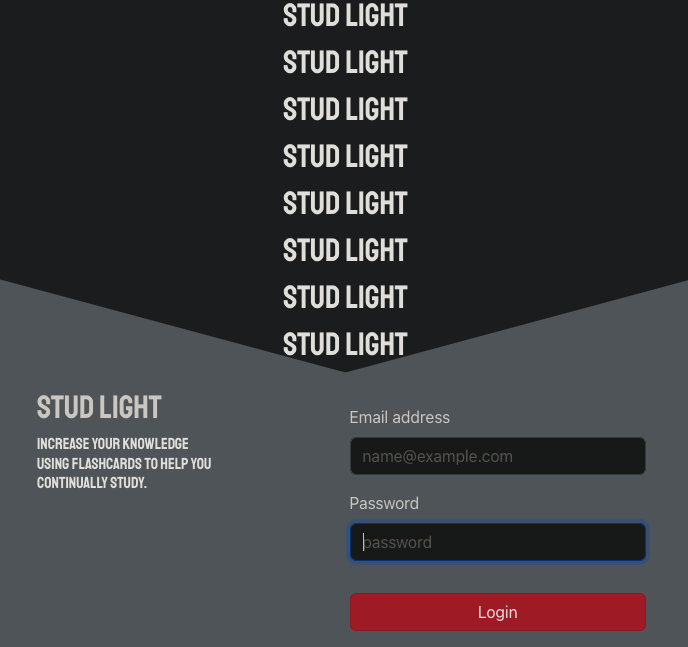 STUD LIGHT
STUD LIGHT
STUD LIGHT
STUD LIGHT
STUD LIGHT
STUD LIGHT
STUD LIGHT
STUD LIGHT
STUD LIGHT
INCREASE YOUR KNOWLEDGE
USING FLASHCARDS TO HELP YOU
CONTINUALLY STUDY.
Email address
name@example.com
Password
password
Login